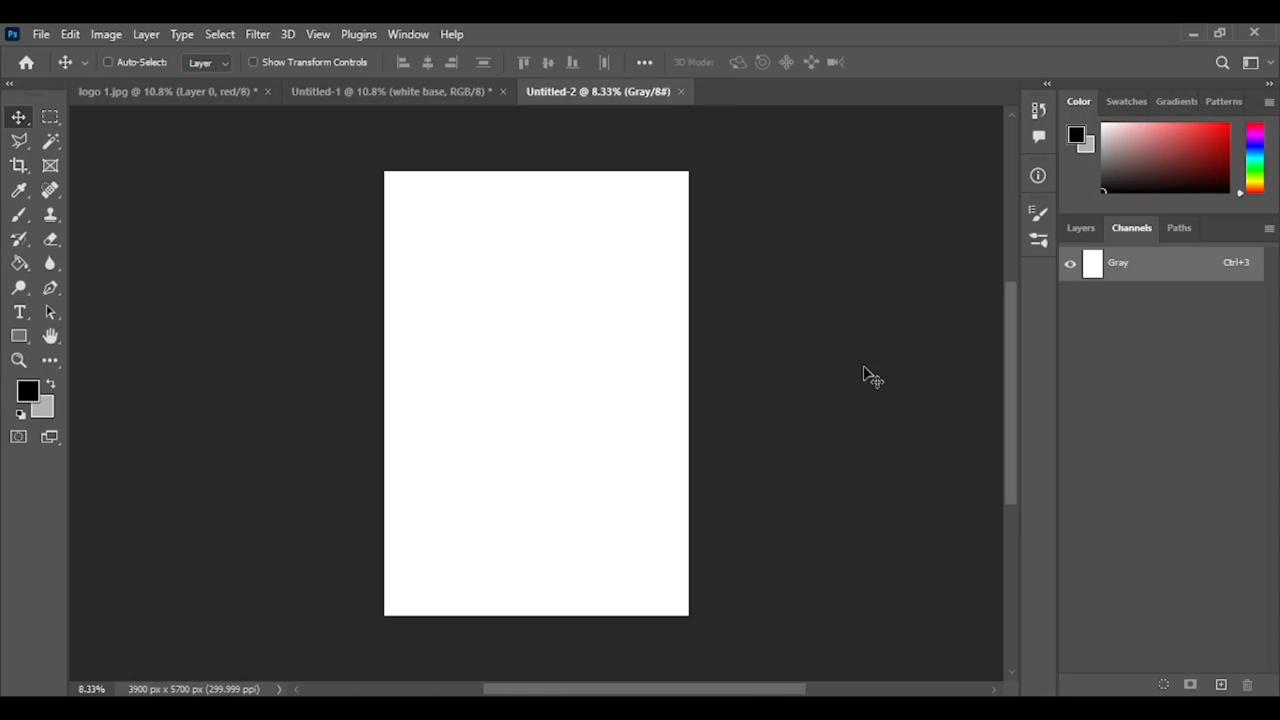 Ps File Edit Image Layer Type Select Filter 3D View Plugins Window Help
Auto-Select: Layer Show Transform Controls 3D Mode:
logo 1.jpg @ 10.8% (Layer 0, red/8) * × Untitled-1 @ 10.8% (white base, RGB/8) * × Untitled-2 @ 8.33% (Gray/8#) ×
Color Swatches Gradients Patterns
Layers Channels Paths
Gray Ctrl+3
T
8.33% 3900 px x 5700 px (299.999 ppi)